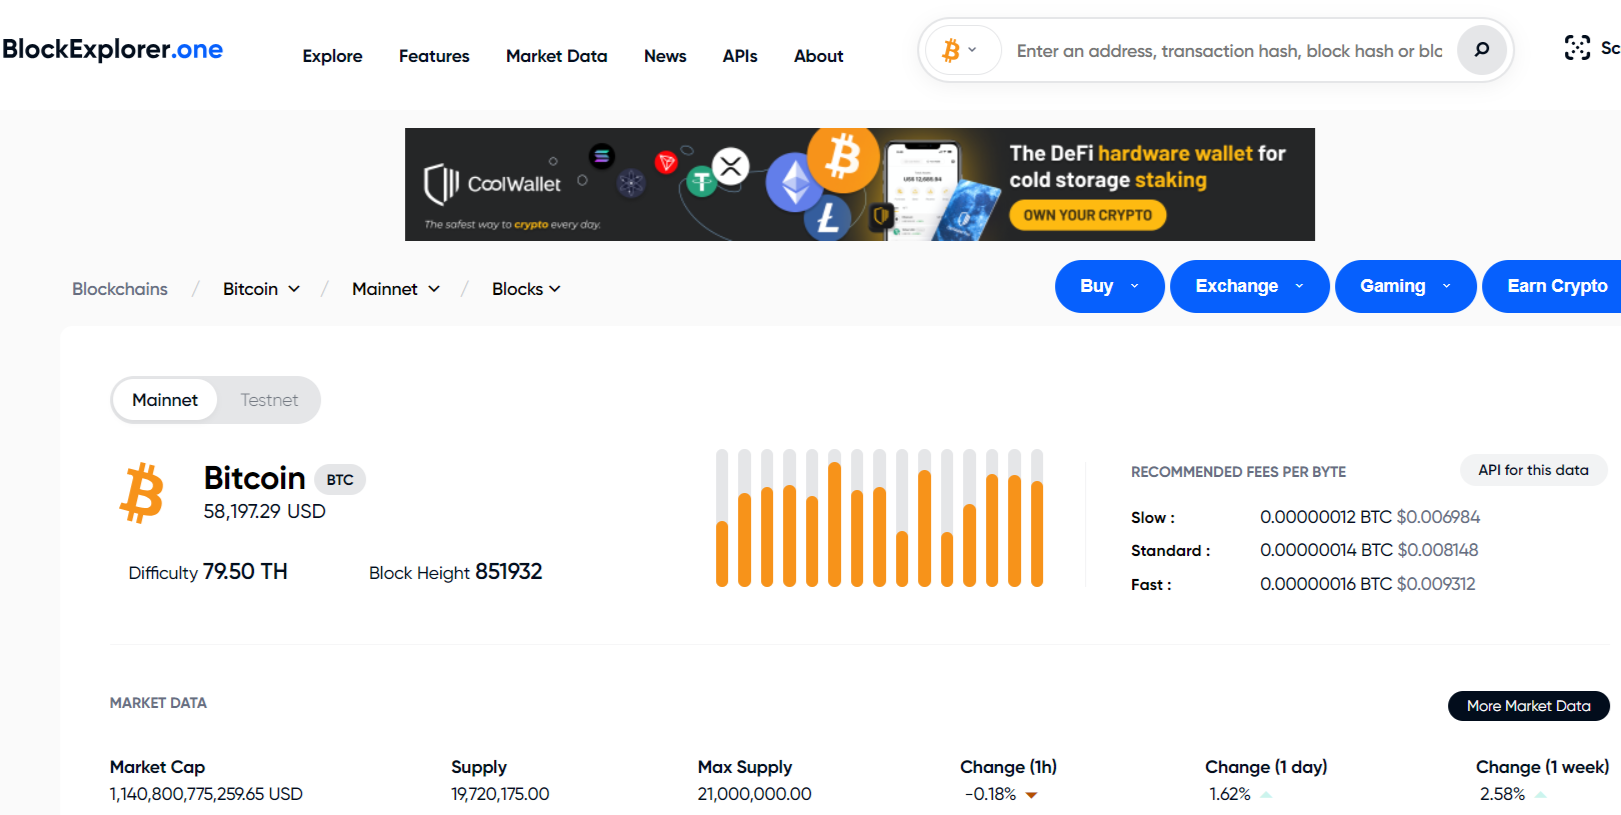 BlockExplorer.one
Explore
Features
Market Data
News
APIs
About
Enter an address, transaction hash, block hash or blc
Sc
CoolWallet
The safest way to crypto every day.
The DeFi hardware wallet for
cold storage staking
OWN YOUR CRYPTO
Blockchains / Bitcoin / Mainnet / Blocks
Buy
Exchange
Gaming
Earn Crypto
Mainnet
Testnet
Bitcoin BTC
58,197.29 USD
Difficulty 79.50 TH
Block Height 851932
RECOMMENDED FEES PER BYTE
API for this data
Slow : 0.00000012 BTC $0.006984
Standard : 0.00000014 BTC $0.008148
Fast : 0.00000016 BTC $0.009312
MARKET DATA
More Market Data
Market Cap
1,140,800,775,259.65 USD
Supply
19,720,175.00
Max Supply
21,000,000.00
Change (1h)
-0.18%
Change (1 day)
1.62%
Change (1 week)
2.58%